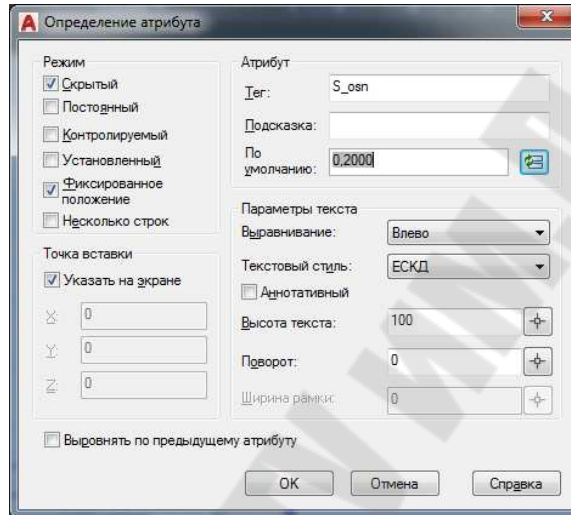 Определение атрибута
Режим
Скрытый
Постоянный
Контролируемый
Установленный
Фиксированное
положение
Несколько строк
Точка вставки
Указать на экране
X: 0
Y: 0
Z: 0
Атрибут
Тег: S_osn
Подсказка:
По
умолчанию: 0,2000
Параметры текста
Выравнивание: Влево
Текстовый стиль: ЕСКД
Аннотативный
Высота текста: 100
Поворот: 0
Ширина рамки: 0
Выровнять по предыдущему атрибуту
OK Отмена Справка